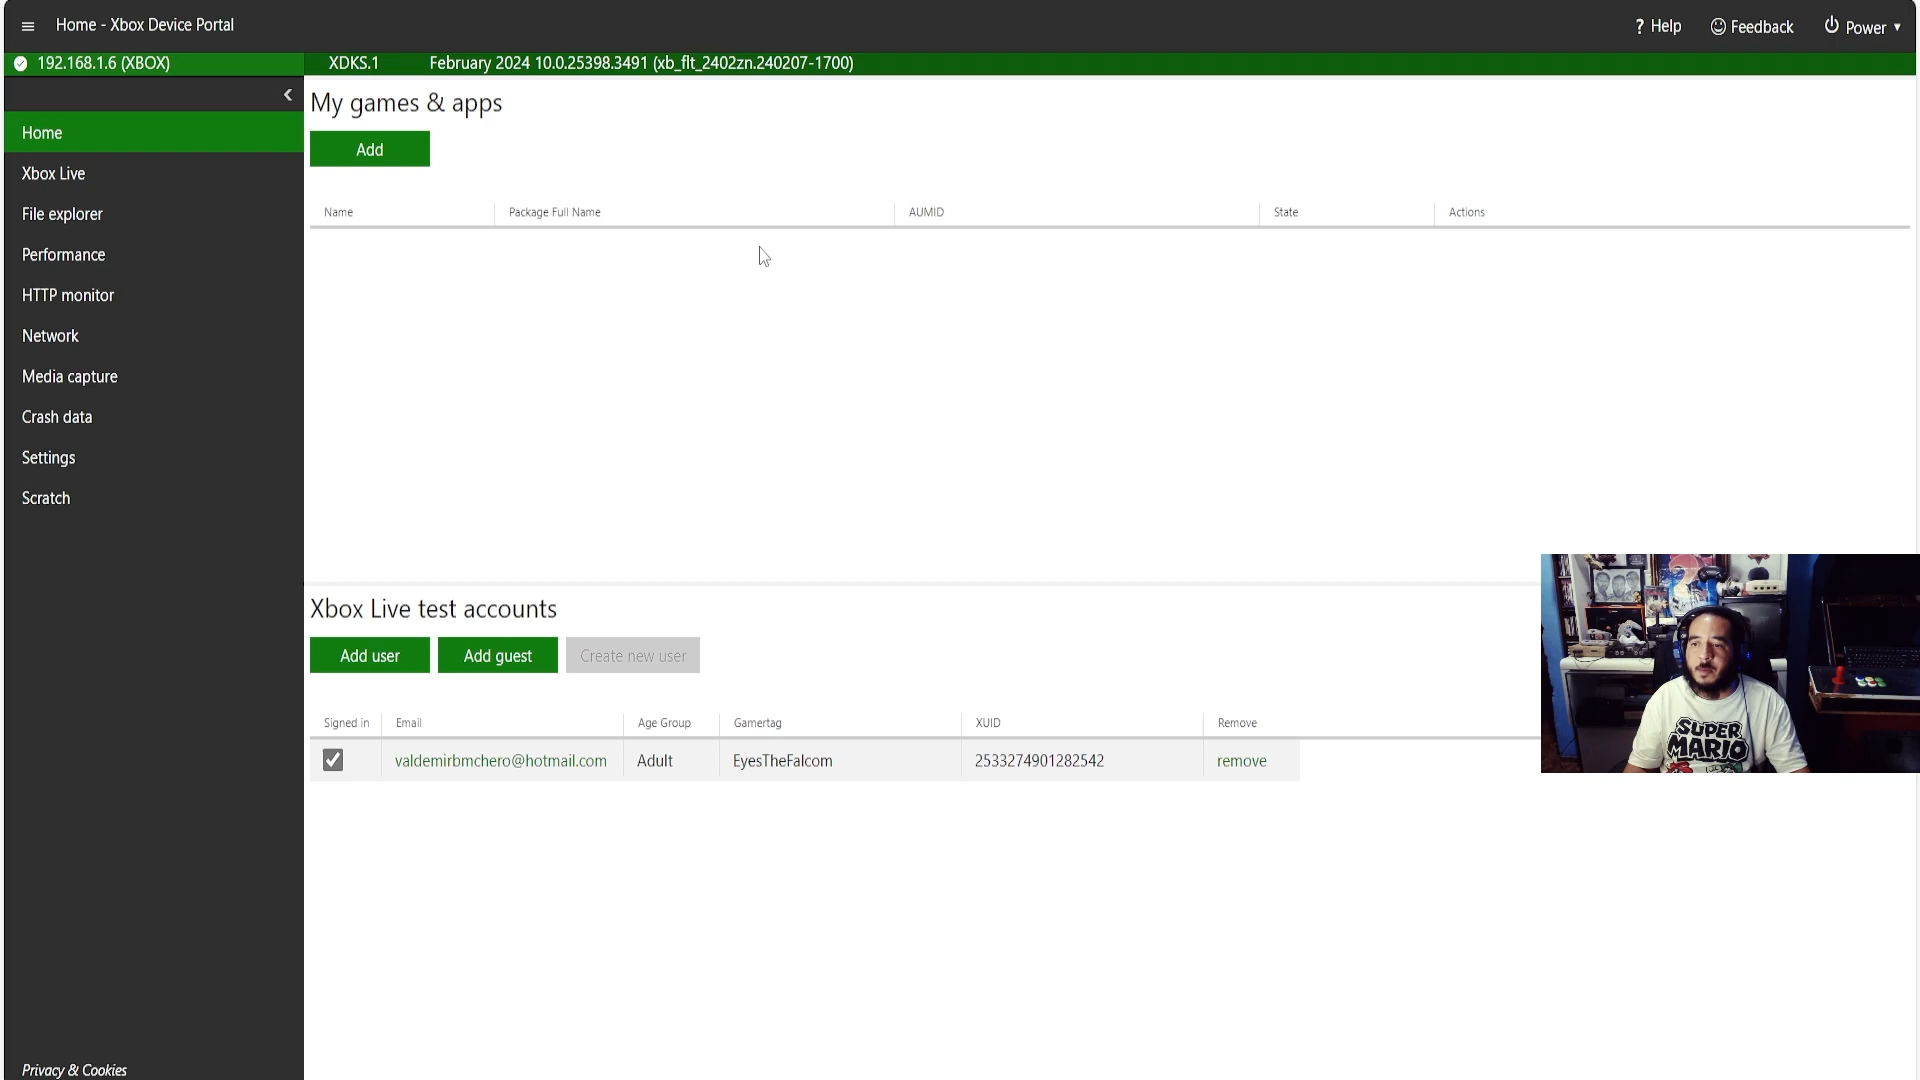 Home - Xbox Device Portal
? Help
Feedback
Power
192.168.1.6 (XBOX)
XDKS.1
February 2024 10.0.25398.3491 (xb_flt_2402zn.240207-1700)
Home
Xbox Live
File explorer
Performance
HTTP monitor
Network
Media capture
Crash data
Settings
Scratch
Privacy & Cookies
My games & apps
Add
Name
Package Full Name
AUMID
State
Actions
Xbox Live test accounts
Add user
Add guest
Create new user
Signed in
Email
Age Group
Gamertag
XUID
Remove
valdemirbmchero@hotmail.com
Adult
EyesTheFalcom
2533274901282542
remove
SUPER
MARIO